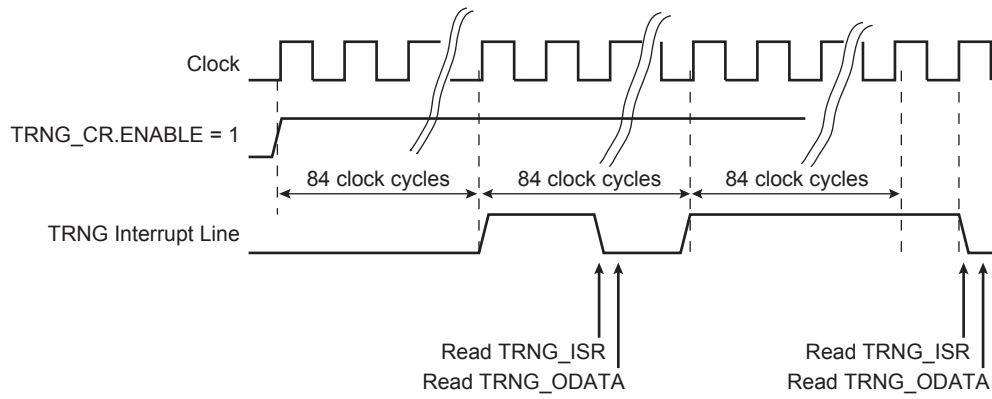 Clock
TRNG_CR.ENABLE = 1
84 clock cycles
84 clock cycles
84 clock cycles
TRNG Interrupt Line
Read TRNG_ISR
Read TRNG_ISR
Read TRNG_ODATA
Read TRNG_ODATA